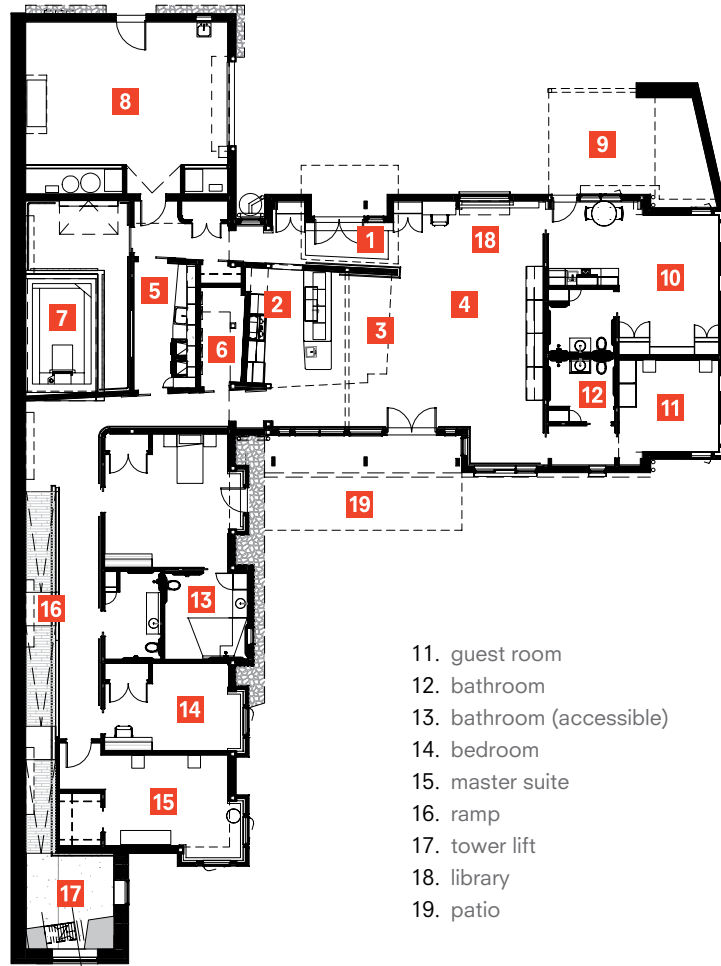 8
9
1
18
10
5
2
4
7
3
6
12
11
19
16
13
14
15
17
11. guest room
12. bathroom
13. bathroom (accessible)
14. bedroom
15. master suite
16. ramp
17. tower lift
18. library
19. patio